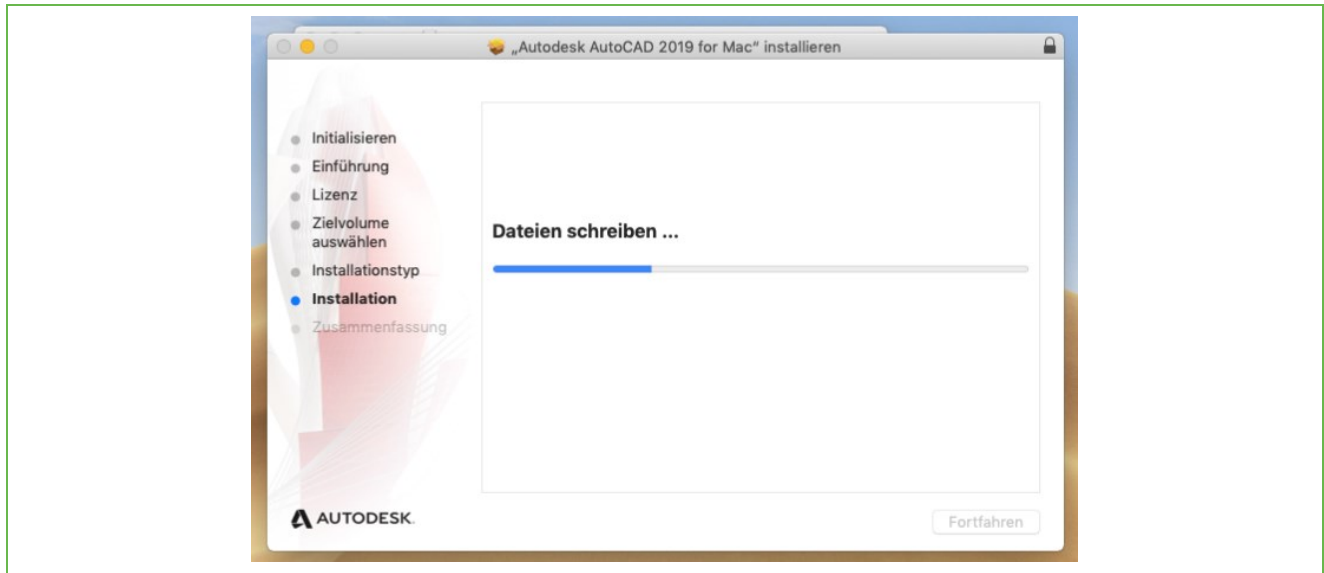 „Autodesk AutoCAD 2019 for Mac“ installieren
Initialisieren
Einführung
Lizenz
Zielvolume
auswählen
Installationstyp
Installation
Zusammenfassung
Dateien schreiben ...
AUTODESK.
Fortfahren